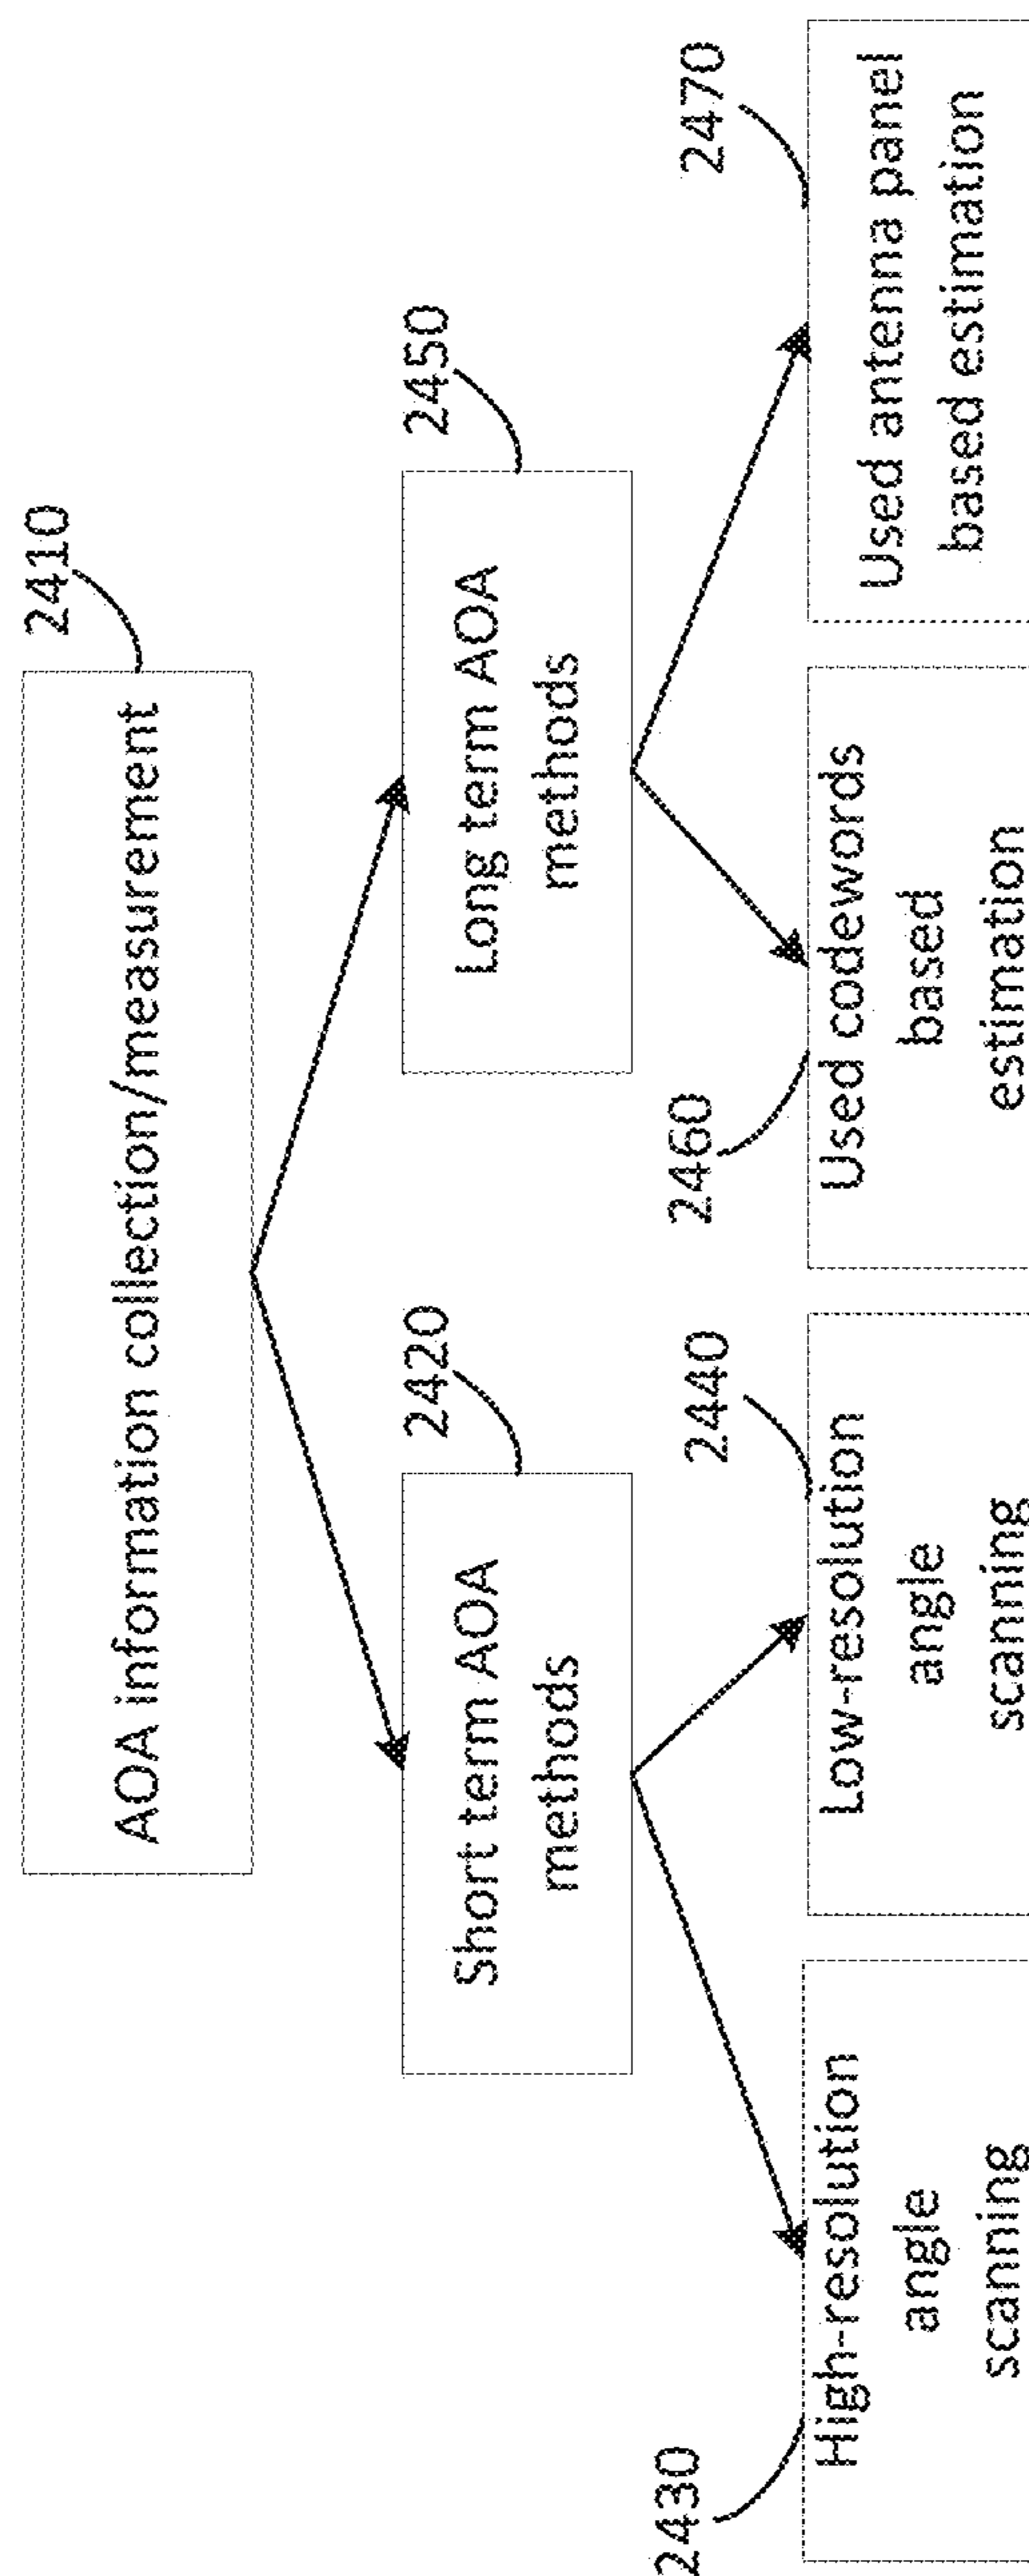 2410
AOA information collection/measurement
2420
Short term AOA
methods
2450
Long term AOA
methods
2430
High-resolution
angle
scanning
2440
Low-resolution
angle
scanning
2460
Used codewords
based
estimation
2470
Used antenna panel
based estimation